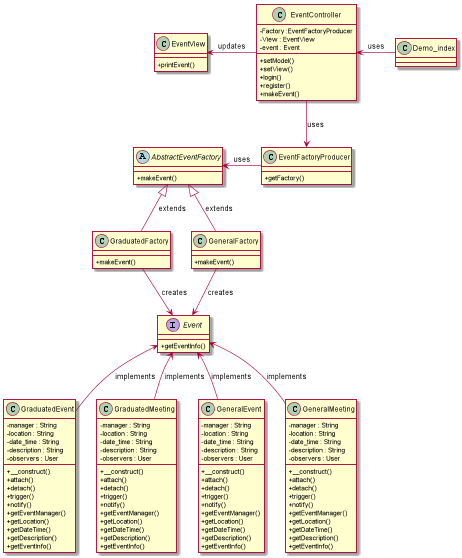 C EventController
-Factory :EventFactoryProducer
-View : EventView
-event : Event
+setModel()
+setView()
+login()
+register()
+makeEvent()
C EventView
+printEvent()
updates
uses
C Demo_index
uses
A AbstractEventFactory
+makeEvent()
uses
C EventFactoryProducer
+getFactory()
extends
extends
C GraduatedFactory
+makeEvent()
C GeneralFactory
+makeEvent()
creates
creates
I Event
+getEventInfo()
implements
implements
implements
implements
C GraduatedEvent
-manager : String
-location : String
-date_time : String
-description : String
-observers : User
+__construct()
+attach()
+detach()
+trigger()
+notify()
+getEventManager()
+getLocation()
+getDateTime()
+getDescription()
+getEventInfo()
C GraduatedMeeting
-manager : String
-location : String
-date_time : String
-description : String
-observers : User
+__construct()
+attach()
+detach()
+trigger()
+notify()
+getEventManager()
+getLocation()
+getDateTime()
+getDescription()
+getEventInfo()
C GeneralEvent
-manager : String
-location : String
-date_time : String
-description : String
-observers : User
+__construct()
+attach()
+detach()
+trigger()
+notify()
+getEventManager()
+getLocation()
+getDateTime()
+getDescription()
+getEventInfo()
C GeneralMeeting
-manager : String
-location : String
-date_time : String
-description : String
-observers : User
+__construct()
+attach()
+detach()
+trigger()
+notify()
+getEventManager()
+getLocation()
+getDateTime()
+getDescription()
+getEventInfo()